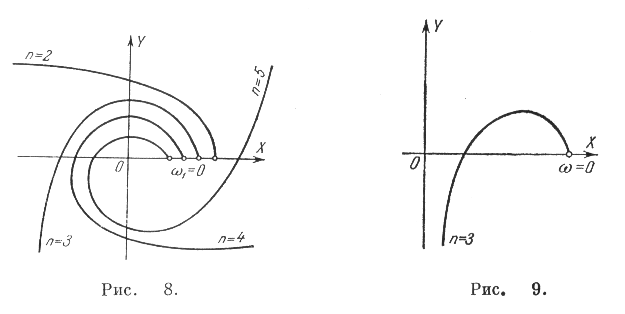 n=2
Y
n=5
X
O
ω₁=0
n=3
n=4
Рис. 8.
Y
X
O
ω=0
n=3
Рис. 9.